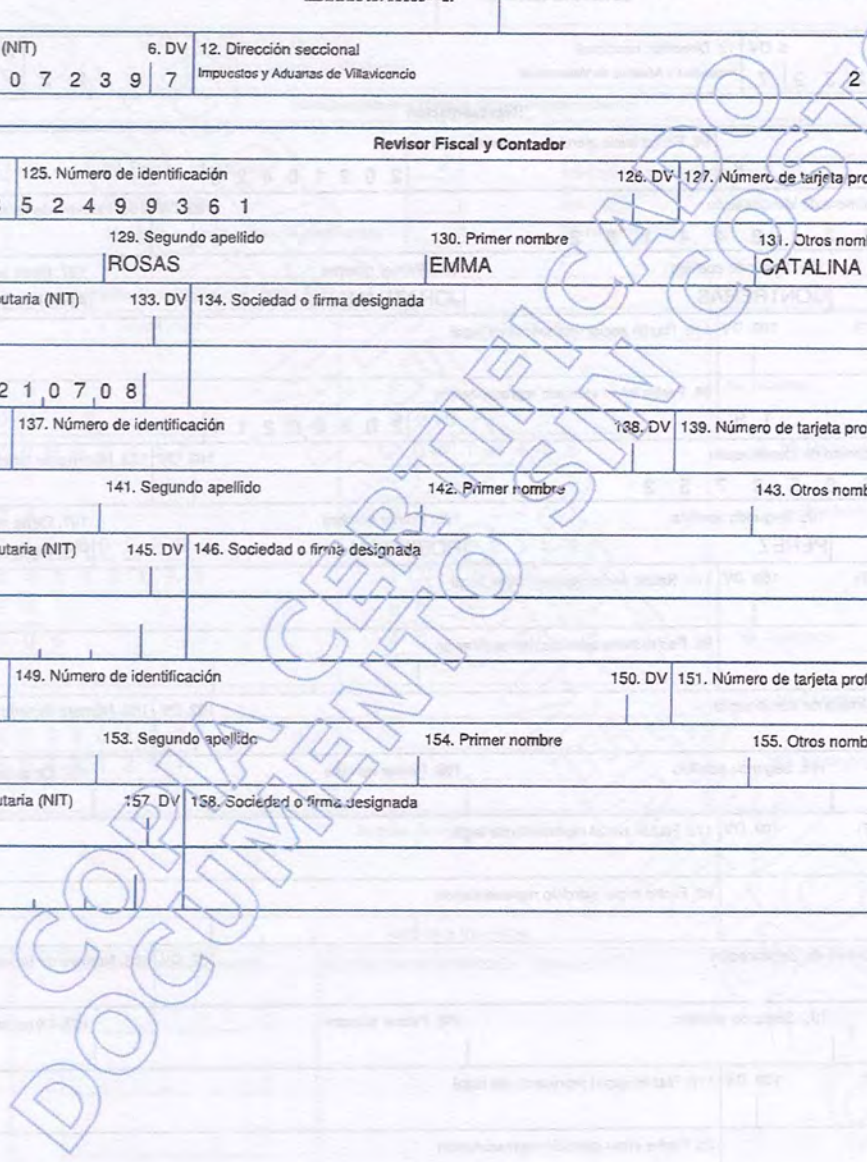 (NIT) 6. DV 12. Dirección seccional
0 7 2 3 9 7 Impuestos y Aduanas de Villavicencio 2
Revisor Fiscal y Contador
125. Número de identificación 126. DV 127. Número de tarjeta pro
5 2 4 9 9 3 6 1
129. Segundo apellido 130. Primer nombre 131. Otros nomb
ROSAS EMMA CATALINA
utaria (NIT) 133. DV 134. Sociedad o firma designada
2 1 0 7 0 8
137. Número de identificación 138. DV 139. Número de tarjeta pro
141. Segundo apellido 142. Primer nombre 143. Otros nomb
utaria (NIT) 145. DV 146. Sociedad o firma designada
149. Número de identificación 150. DV 151. Número de tarjeta prof
153. Segundo apellido 154. Primer nombre 155. Otros nomb
utaria (NIT) 157. DV 158. Sociedad o firma designada
COPIA CERTIFICADO
DOCUMENTO SIN COSTO